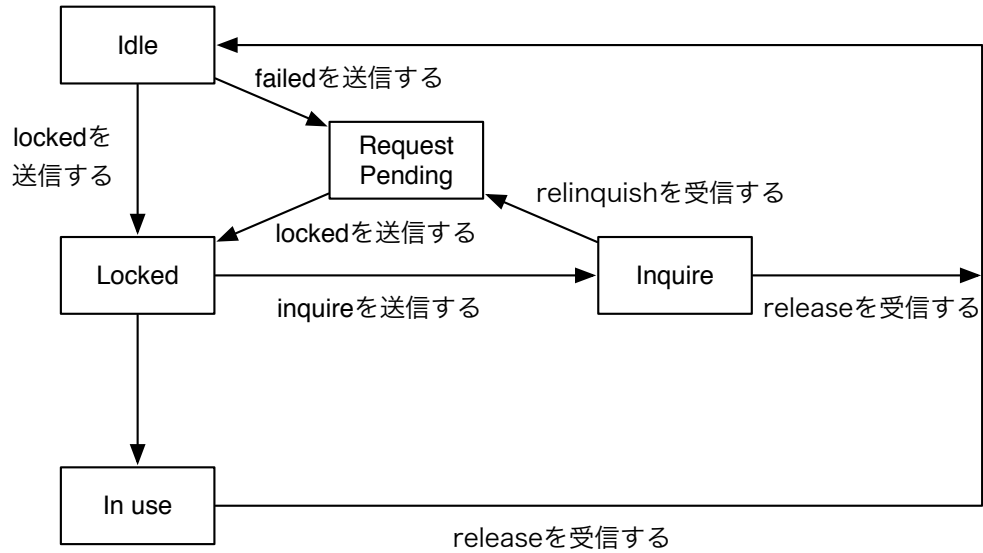 Idle
failedを送信する
lockedを
送信する
Request
Pending
relinquishを受信する
lockedを送信する
Locked
Inquire
inquireを送信する
releaseを受信する
In use
releaseを受信する